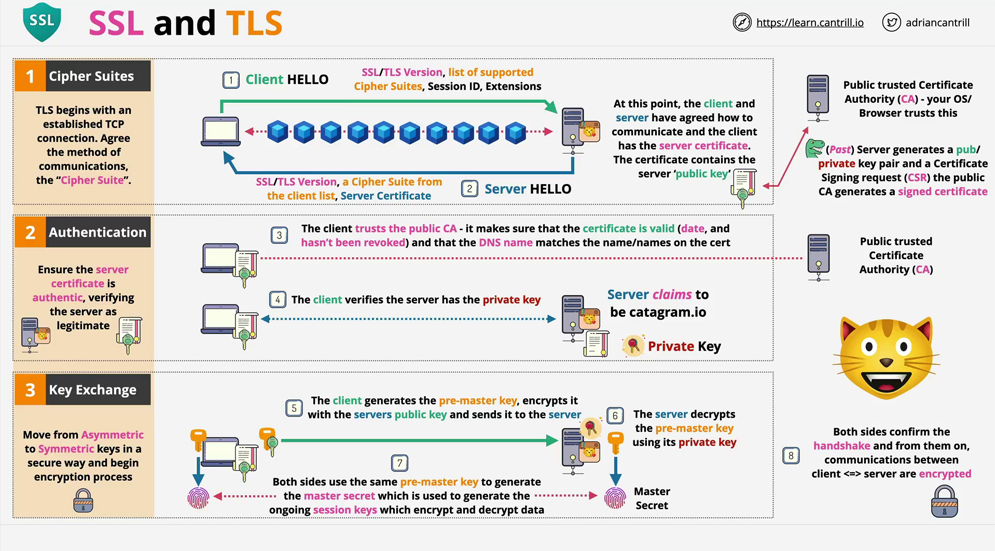 SSL
SSL and TLS
https://learn.cantrill.io
adriancantrill
1 Cipher Suites
TLS begins with an
established TCP
connection. Agree
the method of
communications,
the “Cipher Suite”.
1 Client HELLO
SSL/TLS Version, list of supported
Cipher Suites, Session ID, Extensions
SSL/TLS Version, a Cipher Suite from
the client list, Server Certificate
2 Server HELLO
At this point, the client and
server have agreed how to
communicate and the client
has the server certificate.
The certificate contains the
server ‘public key’
Public trusted Certificate
Authority (CA) - your OS/
Browser trusts this
(Past) Server generates a pub/
private key pair and a Certificate
Signing request (CSR) the public
CA generates a signed certificate
2 Authentication
Ensure the server
certificate is
authentic, verifying
the server as
legitimate
3
The client trusts the public CA - it makes sure that the certificate is valid (date, and
hasn’t been revoked) and that the DNS name matches the name/names on the cert
Public trusted
Certificate
Authority (CA)
4 The client verifies the server has the private key
Server claims to
be catagram.io
Private Key
3 Key Exchange
Move from Asymmetric
to Symmetric keys in a
secure way and begin
encryption process
5
The client generates the pre-master key, encrypts it
with the servers public key and sends it to the server
6
The server decrypts
the pre-master key
using its private key
7
Both sides use the same pre-master key to generate
the master secret which is used to generate the
ongoing session keys which encrypt and decrypt data
Master
Secret
8
Both sides confirm the
handshake and from them on,
communications between
client <=> server are encrypted